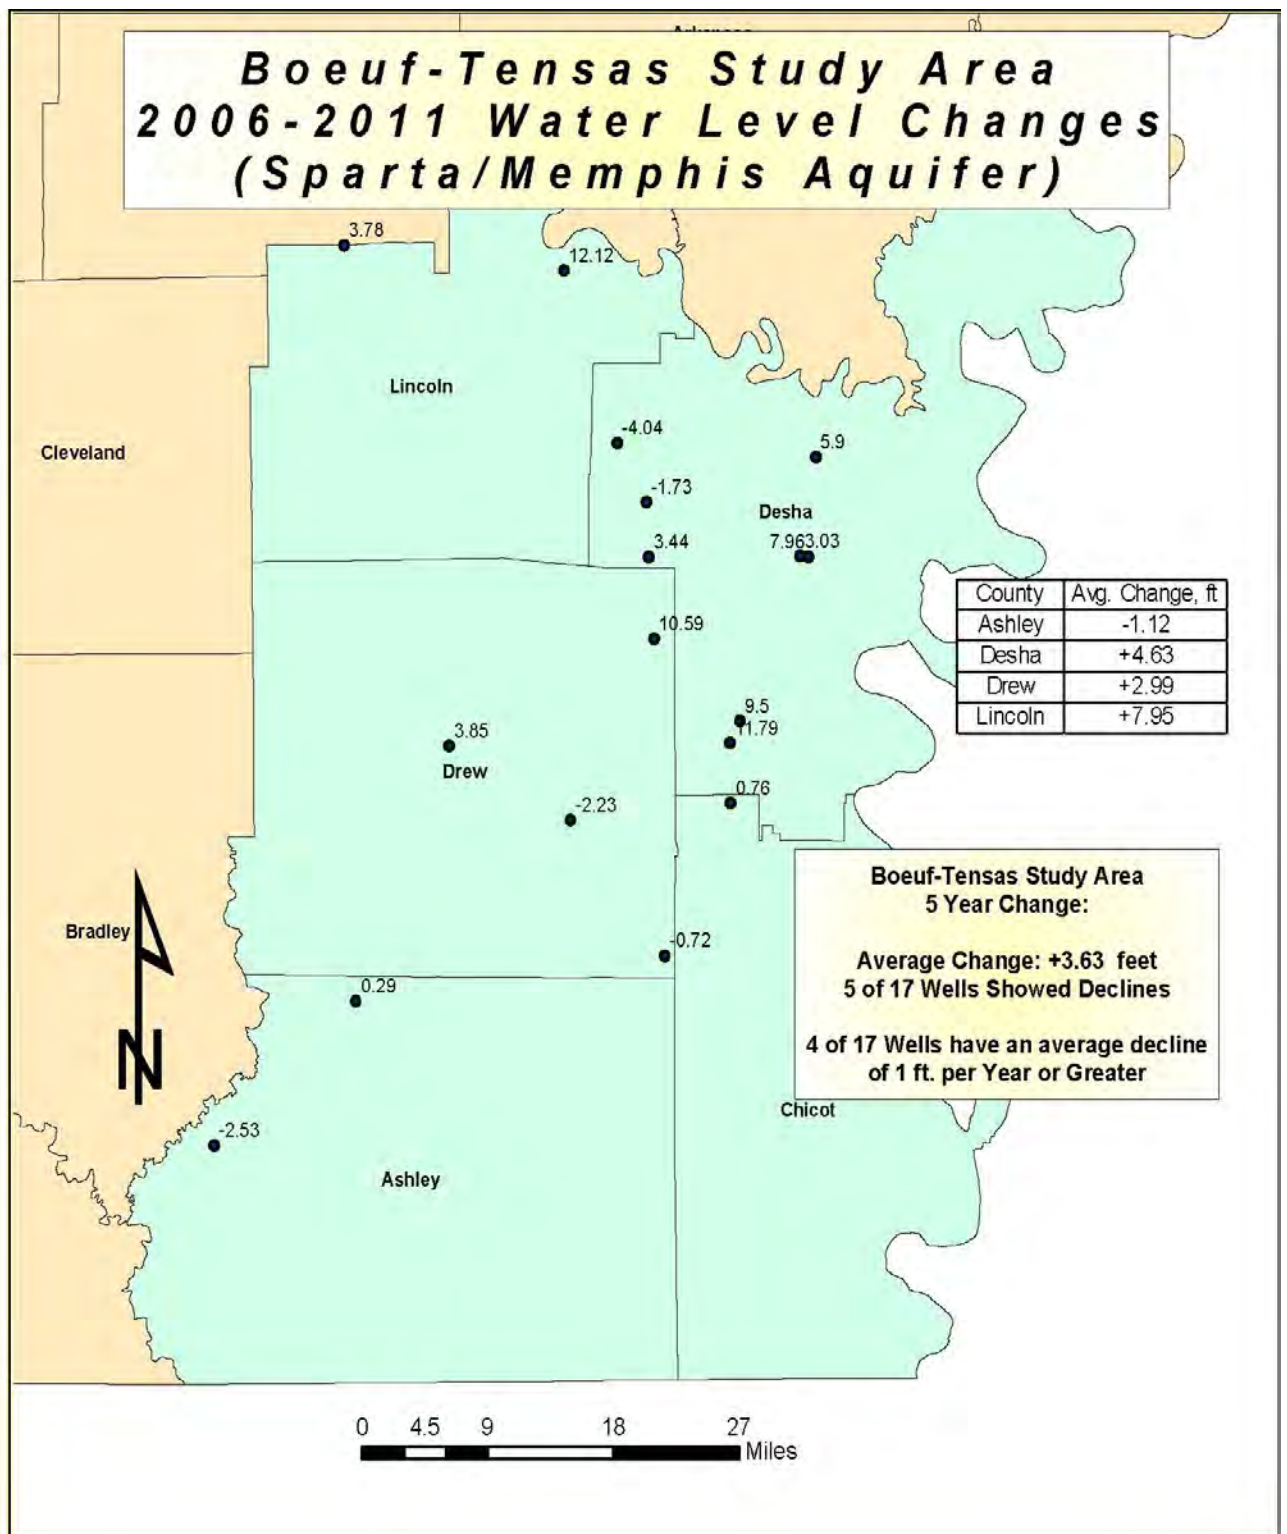 Boeuf-Tensas Study Area
2006-2011 Water Level Changes
(Sparta/Memphis Aquifer)
3.78
12.12
Lincoln
-4.04
5.9
Cleveland
-1.73
Desha
3.44
7.96
3.03
County Avg. Change, ft
Ashley -1.12
Desha +4.63
Drew +2.99
Lincoln +7.95
10.59
9.5
11.79
3.85
Drew
0.76
-2.23
Boeuf-Tensas Study Area
5 Year Change:
Average Change: +3.63 feet
5 of 17 Wells Showed Declines
4 of 17 Wells have an average decline
of 1 ft. per Year or Greater
Bradley
-0.72
0.29
N
Chicot
-2.53
Ashley
0 4.5 9 18 27
Miles